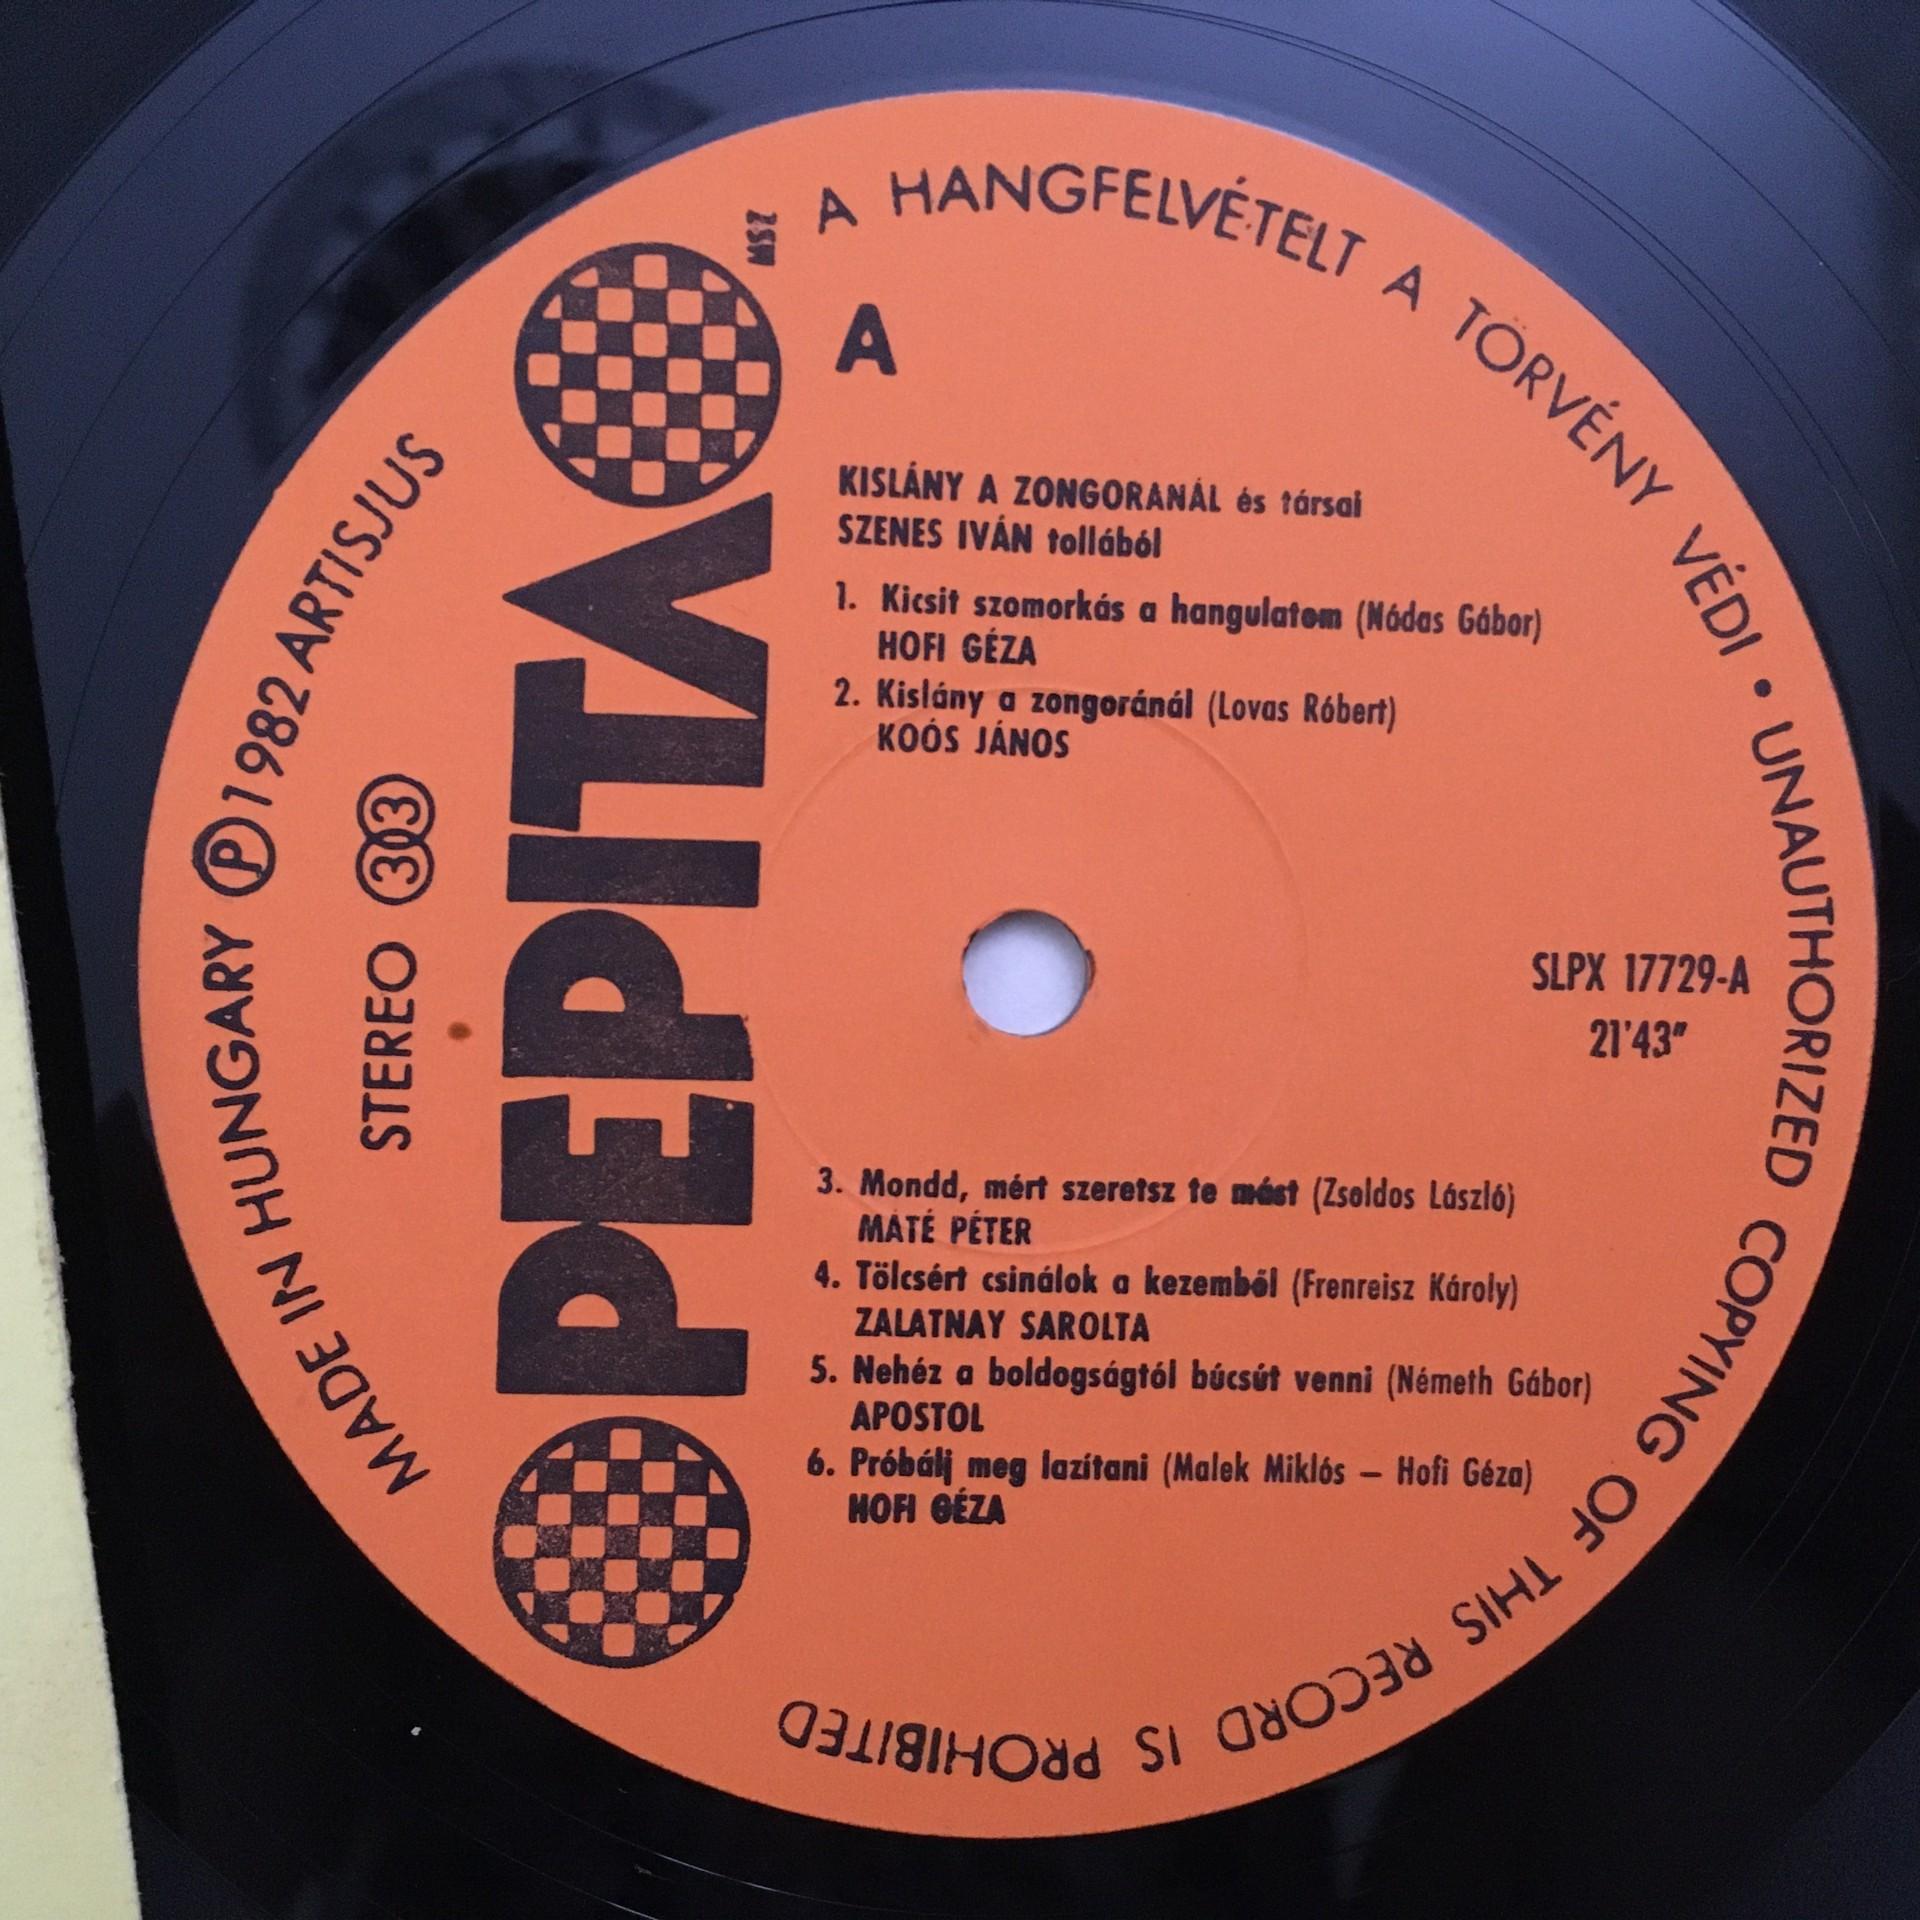 A HANGFELVÉTELT A TÖRVÉNY VÉDI • UNAUTHORIZED COPYING OF THIS RECORD IS PROHIBITED
MADE IN HUNGARY Ⓟ 1982 ARTISJUS
STEREO 33
PEPITA
MSZ
A
KISLÁNY A ZONGORANÁL és társai
SZENES IVÁN tollából
1. Kicsit szomorkás a hangulatom (Nádas Gábor)
HOFI GÉZA
2. Kislány a zongoránál (Lovas Róbert)
KOÓS JÁNOS
SLPX 17729-A
21'43"
3. Mondd, mért szeretsz te mást (Zsoldos László)
MÁTÉ PÉTER
4. Tölcsért csinálok a kezemből (Frenreisz Károly)
ZALATNAY SAROLTA
5. Nehéz a boldogságtól búcsút venni (Németh Gábor)
APOSTOL
6. Próbálj meg lazítani (Malek Miklós – Hofi Géza)
HOFI GÉZA